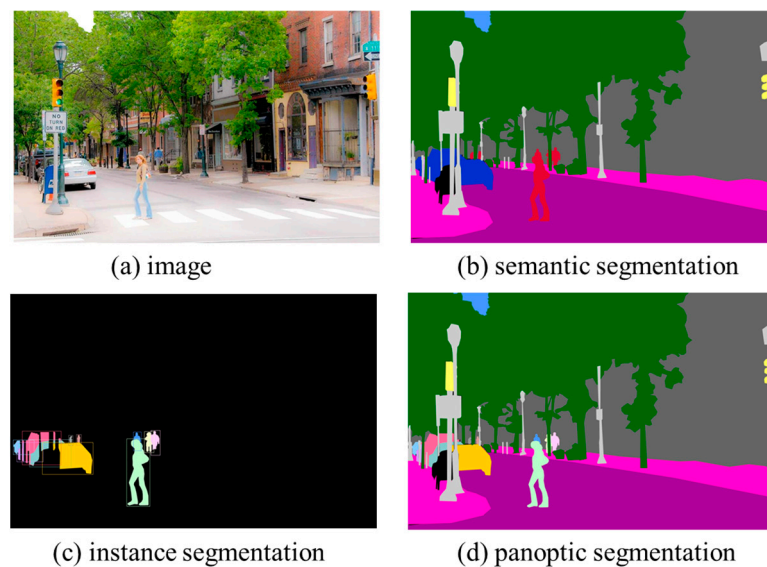 NO
TURN
ON RED
(a) image
(b) semantic segmentation
(c) instance segmentation
(d) panoptic segmentation